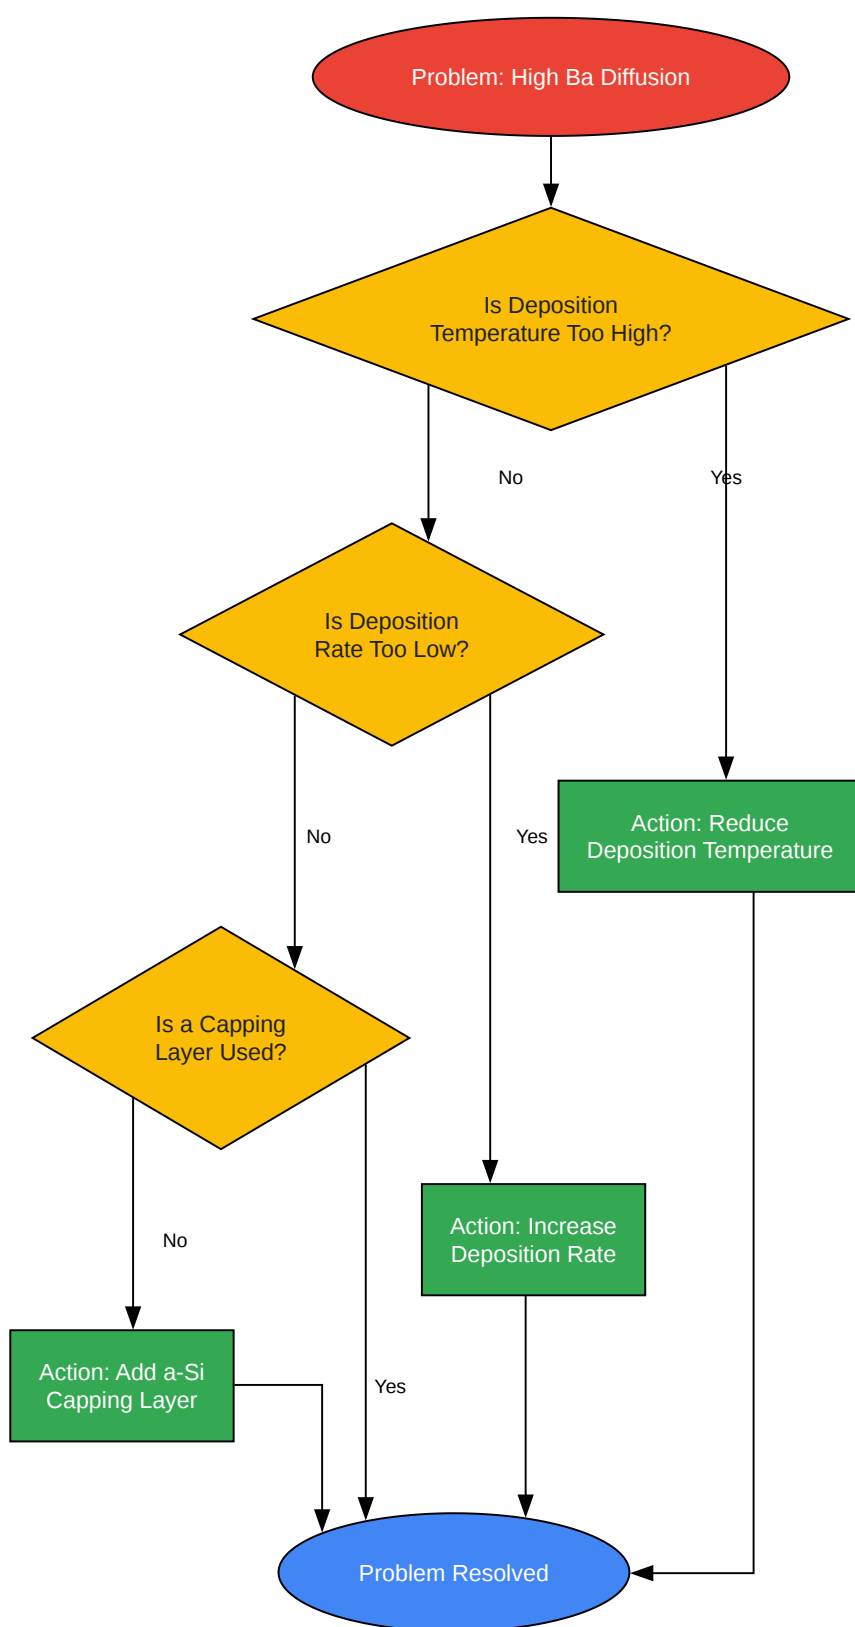 Problem: High Ba Diffusion
Is Deposition
Temperature Too High?
No
Yes
Is Deposition
Rate Too Low?
No
Yes
Action: Reduce
Deposition Temperature
Is a Capping
Layer Used?
No
Action: Increase
Deposition Rate
Action: Add a-Si
Capping Layer
Yes
Problem Resolved